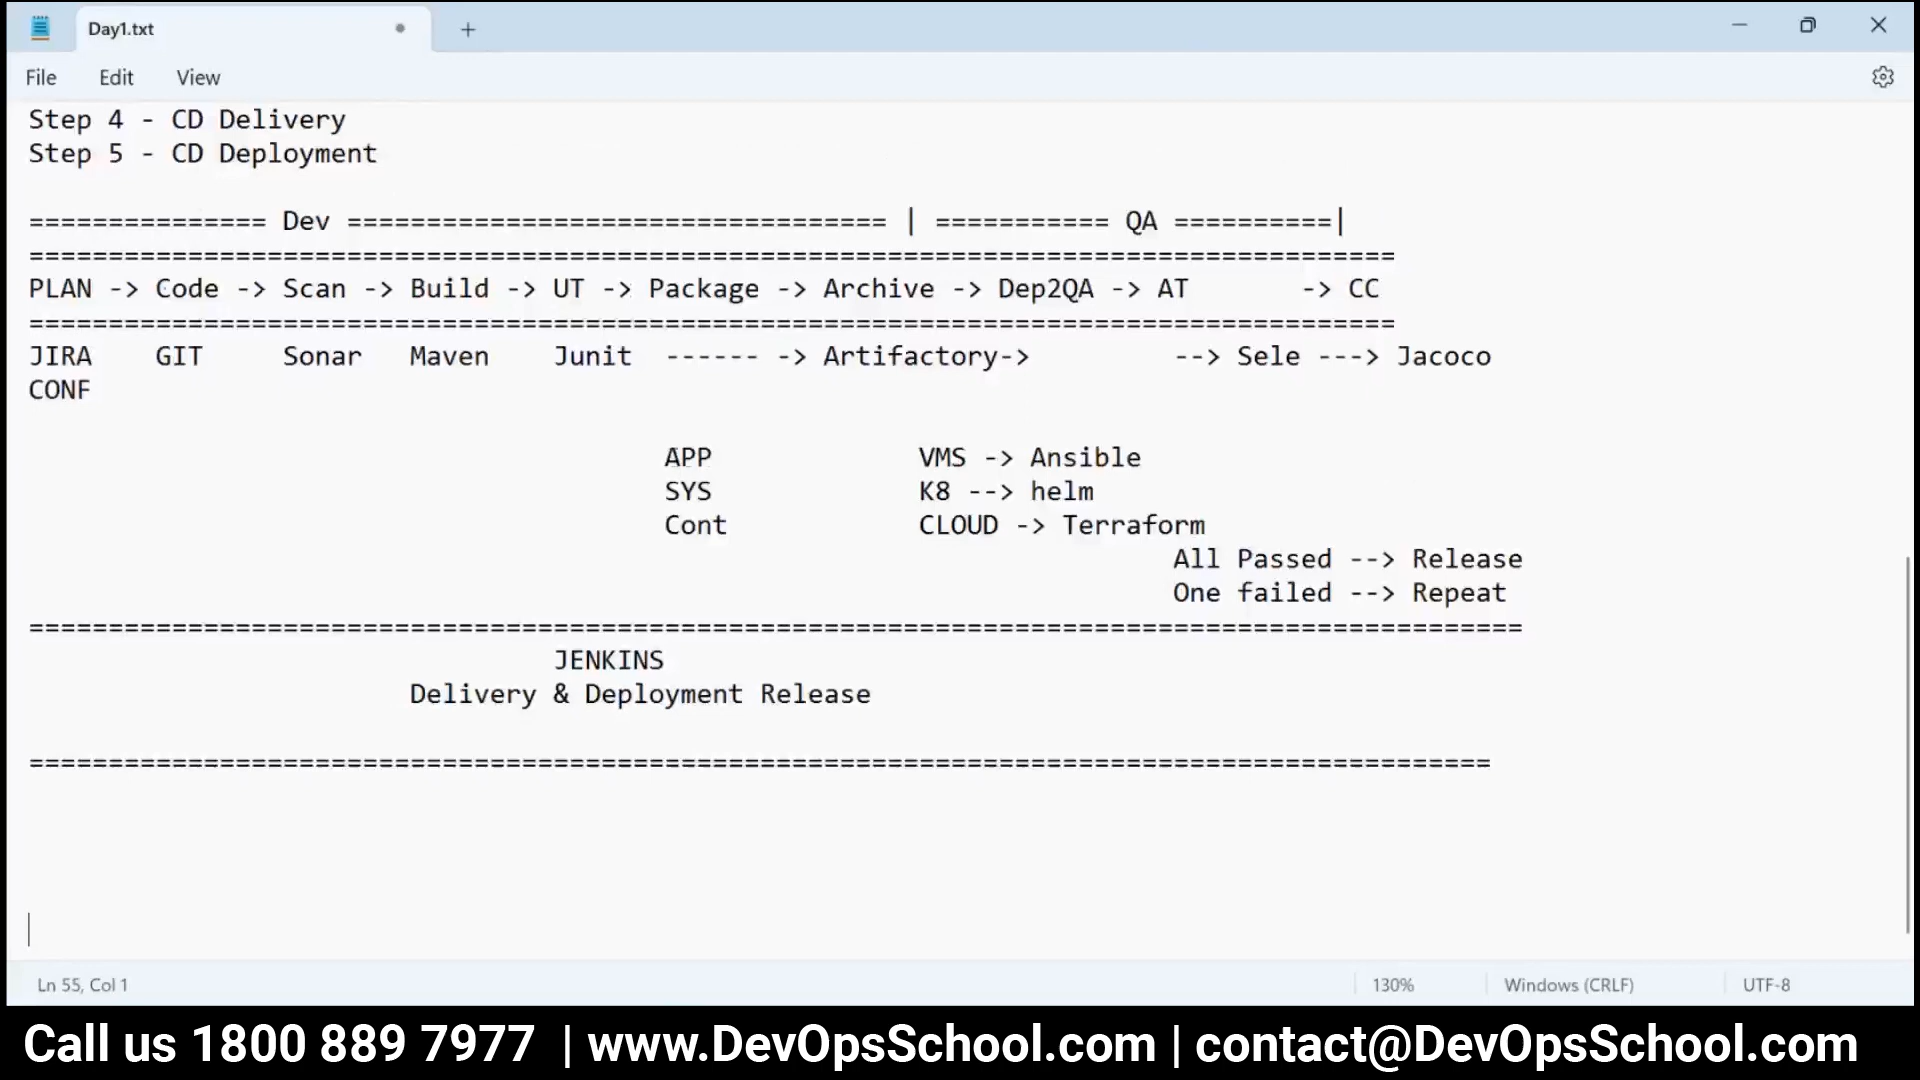 Day1.txt
File Edit View
Step 4 - CD Delivery
Step 5 - CD Deployment
=============== Dev ================================== | =========== QA ==========|
======================================================================================
PLAN -> Code -> Scan -> Build -> UT -> Package -> Archive -> Dep2QA -> AT -> CC
======================================================================================
JIRA GIT Sonar Maven Junit ------ -> Artifactory-> --> Sele ---> Jacoco
CONF
APP VMS -> Ansible
SYS K8 --> helm
Cont CLOUD -> Terraform
All Passed --> Release
One failed --> Repeat
==============================================================================================
JENKINS
Delivery & Deployment Release
============================================================================================
Ln 55, Col 1 130% Windows (CRLF) UTF-8
Call us 1800 889 7977 | www.DevOpsSchool.com | contact@DevOpsSchool.com